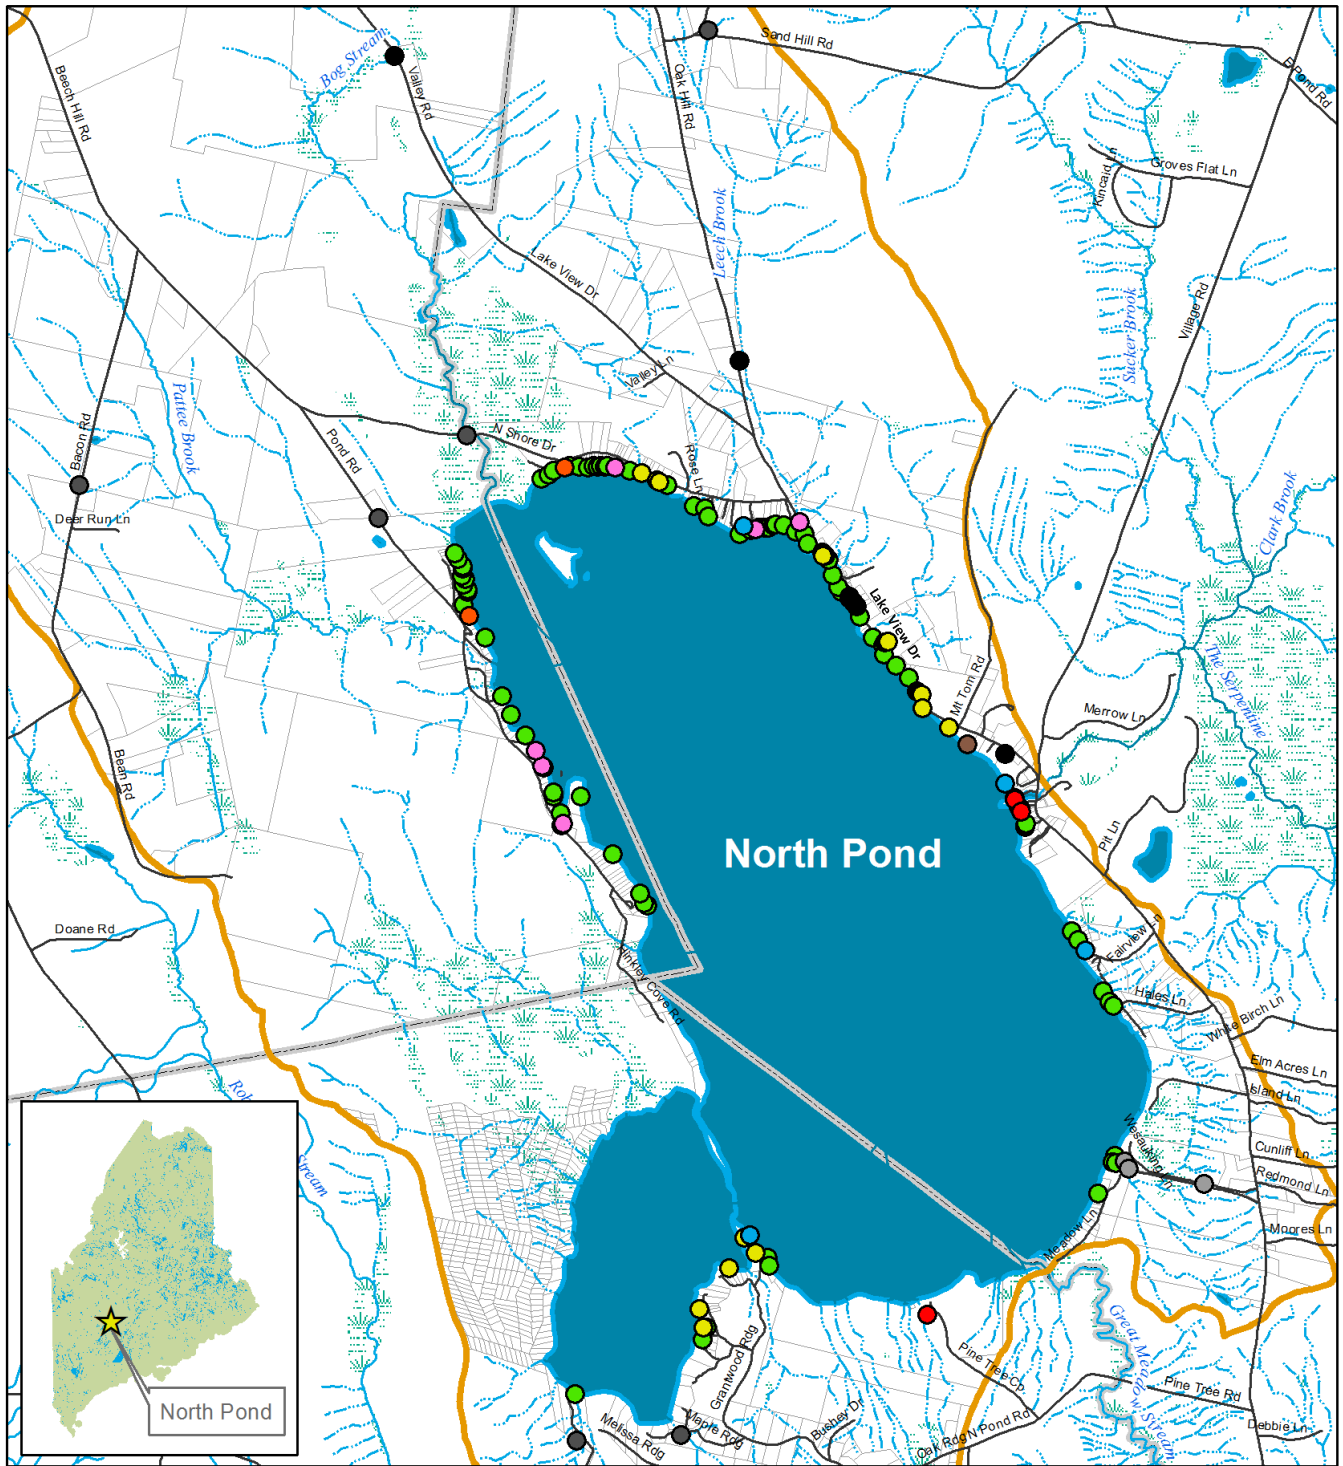 Sand Hill Rd
Bog Stream
Beech Hill Rd
Valley Rd
Oak Hill Rd
E Pond Rd
Groves Flat Ln
Kincaid Ln
Leech Brook
Lake View Dr
Sucker Brook
Village Rd
Valley Ln
Pattee Brook
Bacon Rd
Pond Rd
N Shore Dr
Rose Ln
Deer Run Ln
Clark Brook
Lake View Dr
The Serpentine
Mt Tom Rd
Merrow Ln
Bean Rd
North Pond
Pit Ln
Doane Rd
Fairview Ln
Hinkley Cove Rd
Hales Ln
White Birch Ln
Elm Acres Ln
Island Ln
Stream
Cunliff Ln
Redmond Ln
Moores Ln
Meadow Ln
Great Meadow Stream
Grantwood Rdg
Pine Tree Cp
Pine Tree Rd
North Pond
Melissa Rdg
Maple Rdg
Bushey Dr
Oak Rdg
N Pond Rd
Debbie Ln